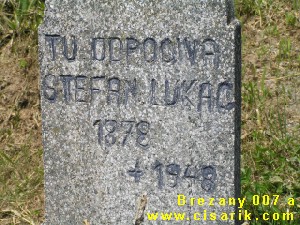 TU ODPOCIVA
STEFAN LUKAC
1878
+ 1948
Brezany 007.a
www.cisarik.com